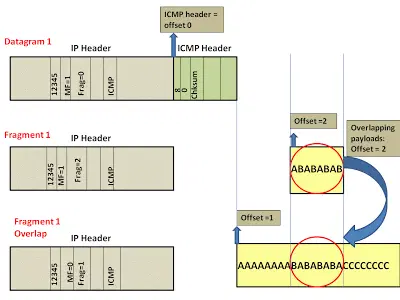 ICMP header =
offset 0
Datagram 1
IP Header
ICMP Header
12345
MF=1
Frag=0
ICMP
8
0
Chksum
Offset =2
Overlapping
payloads:
Offset = 2
Fragment 1
IP Header
12345
MF=1
Frag=2
ICMP
ABABABAB
Fragment 1
Overlap
IP Header
Offset =1
12345
MF=0
Frag=1
ICMP
AAAAAAAABABABABACCCCCCCC